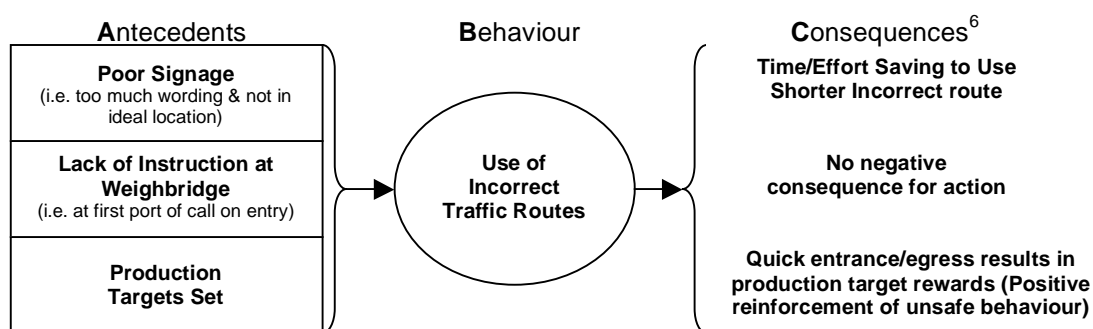 Antecedents
Poor Signage
(i.e. too much wording & not in
ideal location)
Lack of Instruction at
Weighbridge
(i.e. at first port of call on entry)
Production
Targets Set
Behaviour
Use of
Incorrect
Traffic Routes
Consequences6
Time/Effort Saving to Use
Shorter Incorrect route
No negative
consequence for action
Quick entrance/egress results in
production target rewards (Positive
reinforcement of unsafe behaviour)